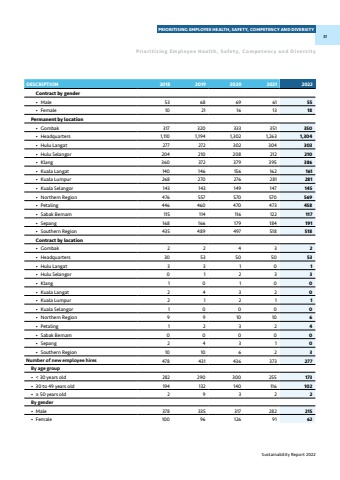 PRIORITISING EMPLOYEE HEALTH, SAFETY, COMPETENCY AND DIVERSITY
Prioritizing Employee Health, Safety, Competency and Diversity
DESCRIPTION 2018 2019 2020 2021 2022
Contract by gender
• Male 53 68 69 61 55
• Female 10 21 16 13 18
Permanent by location
• Gombak 317 320 333 351 350
• Headquarters 1,110 1,194 1,302 1,263 1,304
• Hulu Langat 277 272 302 304 303
• Hulu Selangor 204 210 208 212 210
• Klang 360 372 379 395 386
• Kuala Langat 140 146 156 162 161
• Kuala Lumpur 268 270 276 281 281
• Kuala Selangor 143 143 149 147 145
• Northern Region 476 557 570 570 569
• Petaling 446 460 470 473 458
• Sabak Bernam 115 114 116 122 117
• Sepang 148 166 179 184 191
• Southern Region 435 489 497 518 518
Contract by location
• Gombak 2 2 4 3 2
• Headquarters 30 53 50 50 53
• Hulu Langat 3 3 1 0 1
• Hulu Selangor 0 1 2 3 3
• Klang 1 0 1 0 0
• Kuala Langat 2 4 3 2 0
• Kuala Lumpur 2 1 2 1 1
• Kuala Selangor 1 0 0 0 0
• Northern Region 9 9 10 10 6
• Petaling 1 2 3 2 4
• Sabak Bernam 0 0 0 0 0
• Sepang 2 4 3 1 0
• Southern Region 10 10 6 2 3
Number of new employee hires 478 431 436 373 277
By age group
• < 30 years old 282 290 300 255 173
• 30 to 49 years old 194 132 140 116 102
• ≥ 50 years old 2 9 3 2 2
By gender
• Male 378 335 317 282 215
• Female 100 96 126 91 62
Sustainability Report 2022